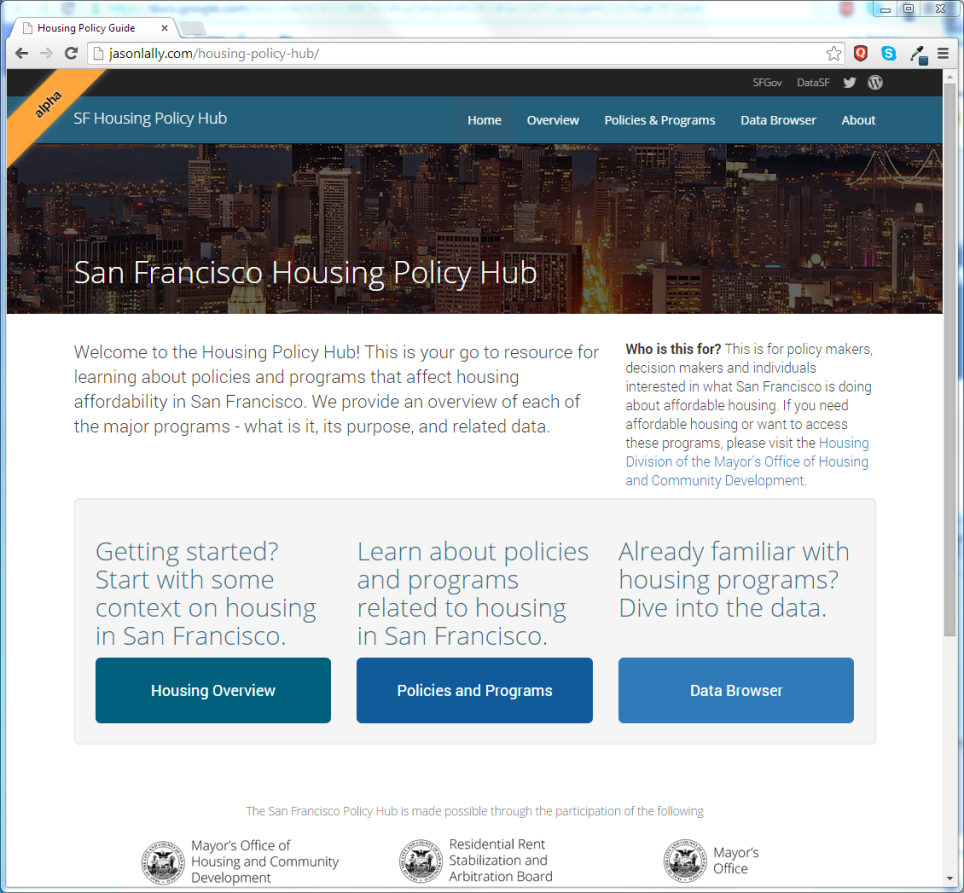 Housing Policy Guide
jasonlally.com/housing-policy-hub/
SFGov DataSF
alpha
SF Housing Policy Hub
Home Overview Policies & Programs Data Browser About
San Francisco Housing Policy Hub
Welcome to the Housing Policy Hub! This is your go to resource for
learning about policies and programs that affect housing
affordability in San Francisco. We provide an overview of each of
the major programs - what is it, its purpose, and related data.
Who is this for? This is for policy makers,
decision makers and individuals
interested in what San Francisco is doing
about affordable housing. If you need
affordable housing or want to access
these programs, please visit the Housing
Division of the Mayor's Office of Housing
and Community Development.
Getting started?
Start with some
context on housing
in San Francisco.
Housing Overview
Learn about policies
and programs
related to housing
in San Francisco.
Policies and Programs
Already familiar with
housing programs?
Dive into the data.
Data Browser
The San Francisco Policy Hub is made possible through the participation of the following
Mayor's Office of
Housing and Community
Development
Residential Rent
Stabilization and
Arbitration Board
Mayor's
Office